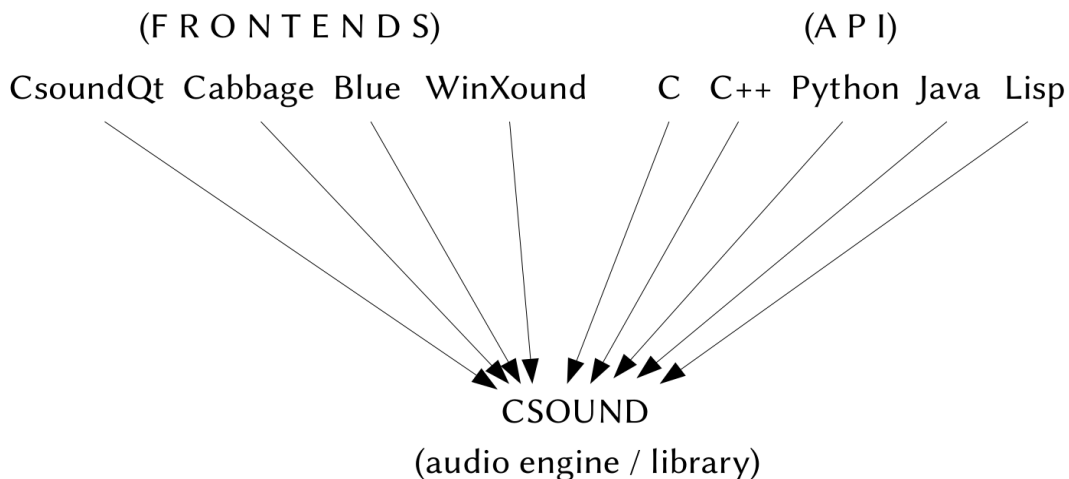 (F R O N T E N D S) (A P I)
CsoundQt Cabbage Blue WinXound C C++ Python Java Lisp
CSOUND
(audio engine / library)